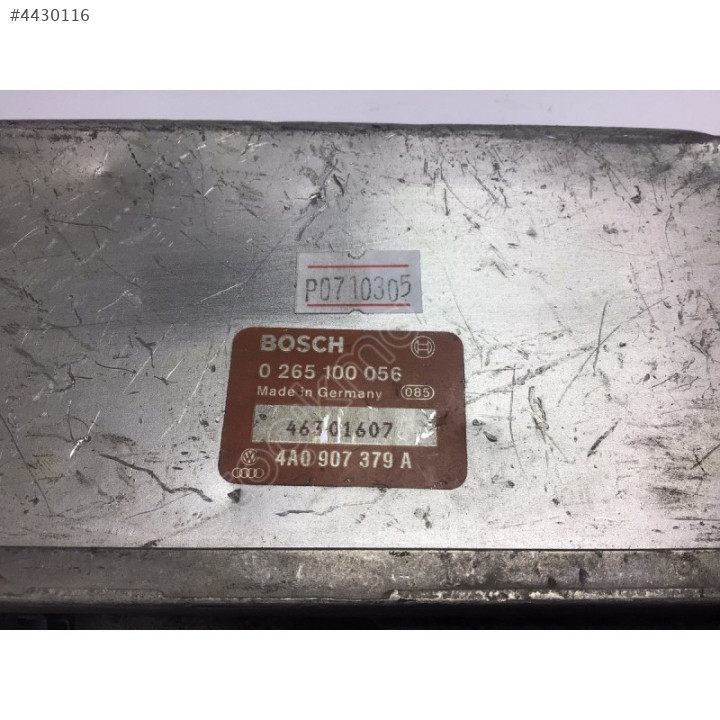 #4430116
P0710305
BOSCH
0 265 100 056
Made in Germany 085
46301607
4A0 907 379 A